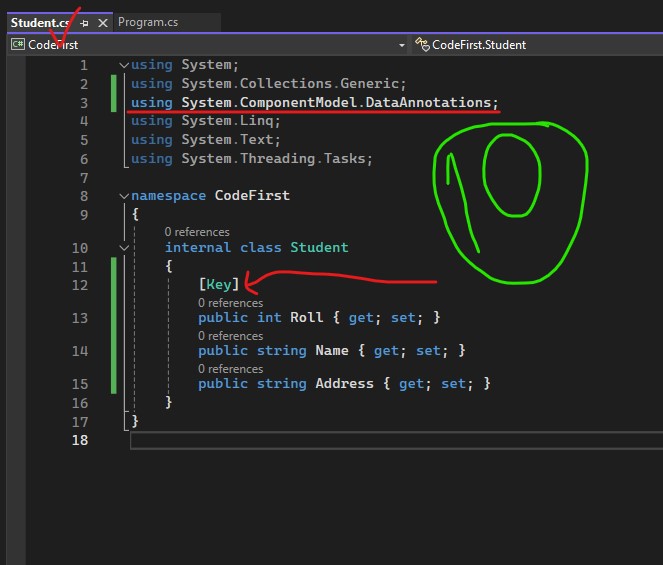 Student.cs Program.cs
C# CodeFirst CodeFirst.Student
1 using System;
2 using System.Collections.Generic;
3 using System.ComponentModel.DataAnnotations;
4 using System.Linq;
5 using System.Text;
6 using System.Threading.Tasks;
7
8 namespace CodeFirst
9 {
0 references
10 internal class Student
11 {
12 [Key]
0 references
13 public int Roll { get; set; }
0 references
14 public string Name { get; set; }
0 references
15 public string Address { get; set; }
16 }
17 }
18
10